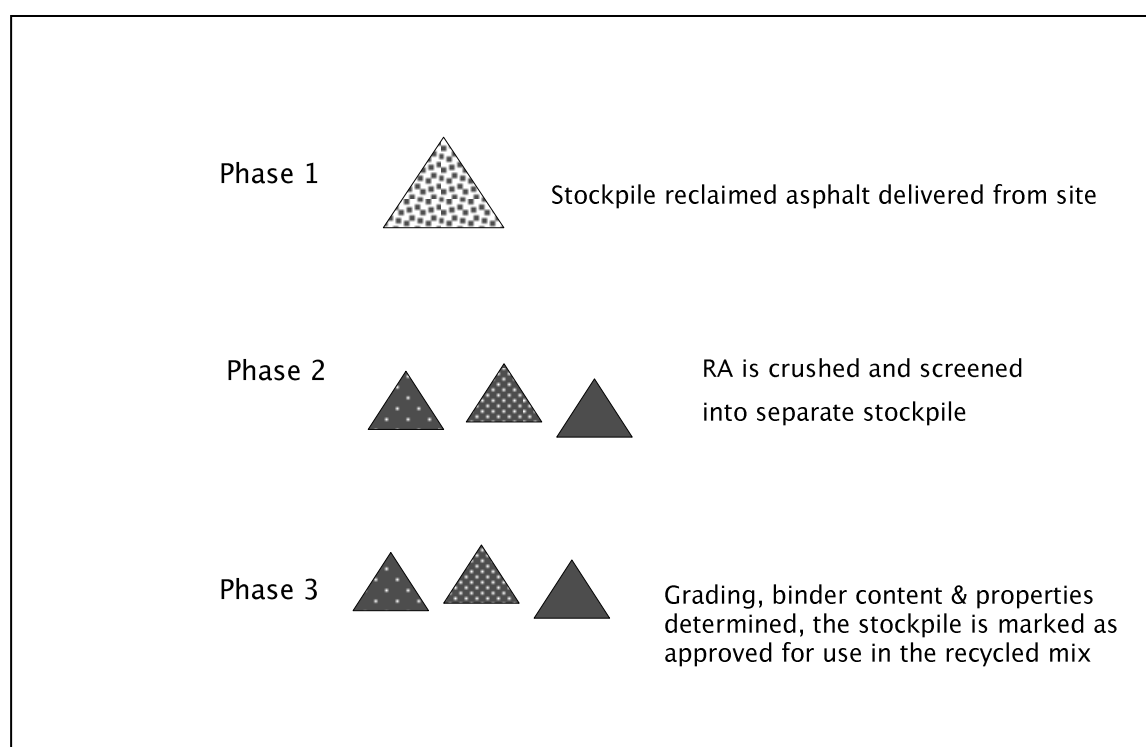 Phase 1
Stockpile reclaimed asphalt delivered from site
Phase 2
RA is crushed and screened
into separate stockpile
Phase 3
Grading, binder content & properties
determined, the stockpile is marked as
approved for use in the recycled mix